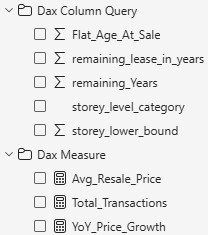 Dax Column Query
Flat_Age_At_Sale
remaining_lease_in_years
remaining_Years
storey_level_category
storey_lower_bound
Dax Measure
Avg_Resale_Price
Total_Transactions
YoY_Price_Growth